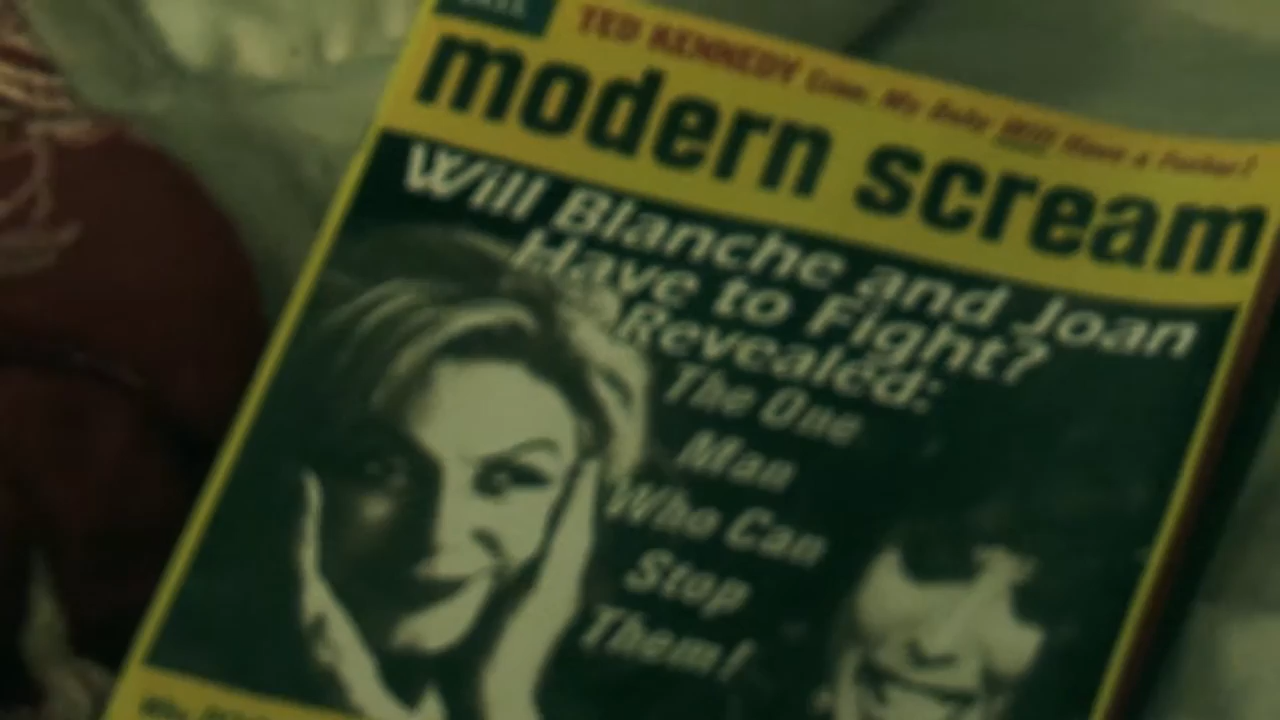 TED KENNEDY
modern scream
Will Blanche and Joan
Have to Fight?
Revealed:
The One
Man
Who Can
Stop
Them!